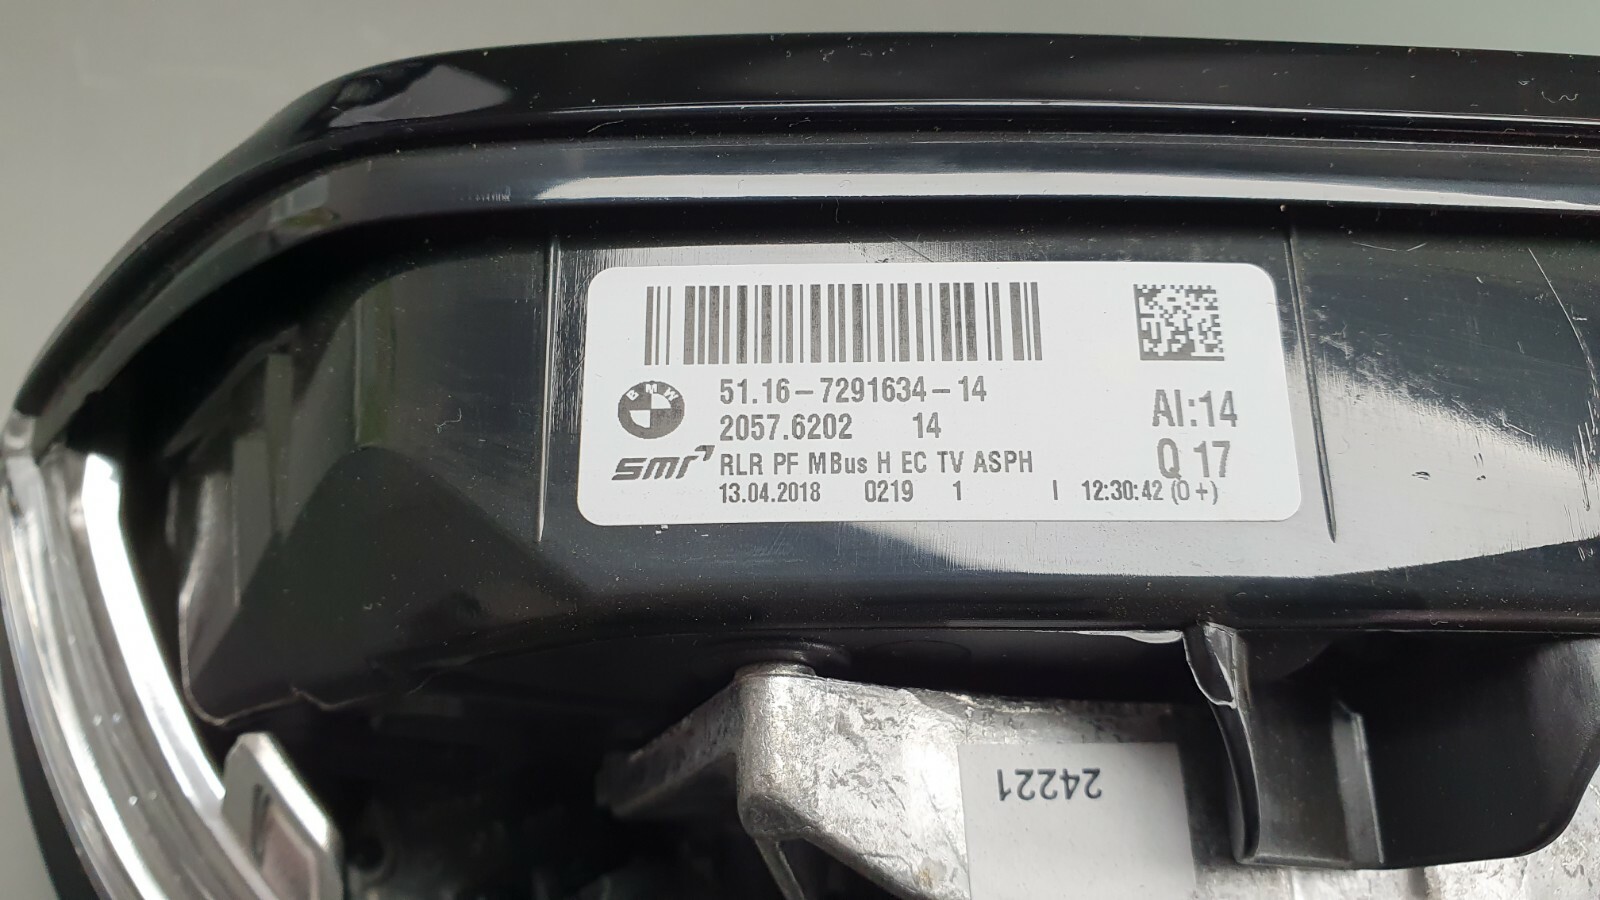 BMW
51.16-7291634-14
2057.6202 14
AI:14
smr
RLR PF MBus H EC TV ASPH
Q 17
13.04.2018 0219 1 I 12:30:42 (0+)
24221